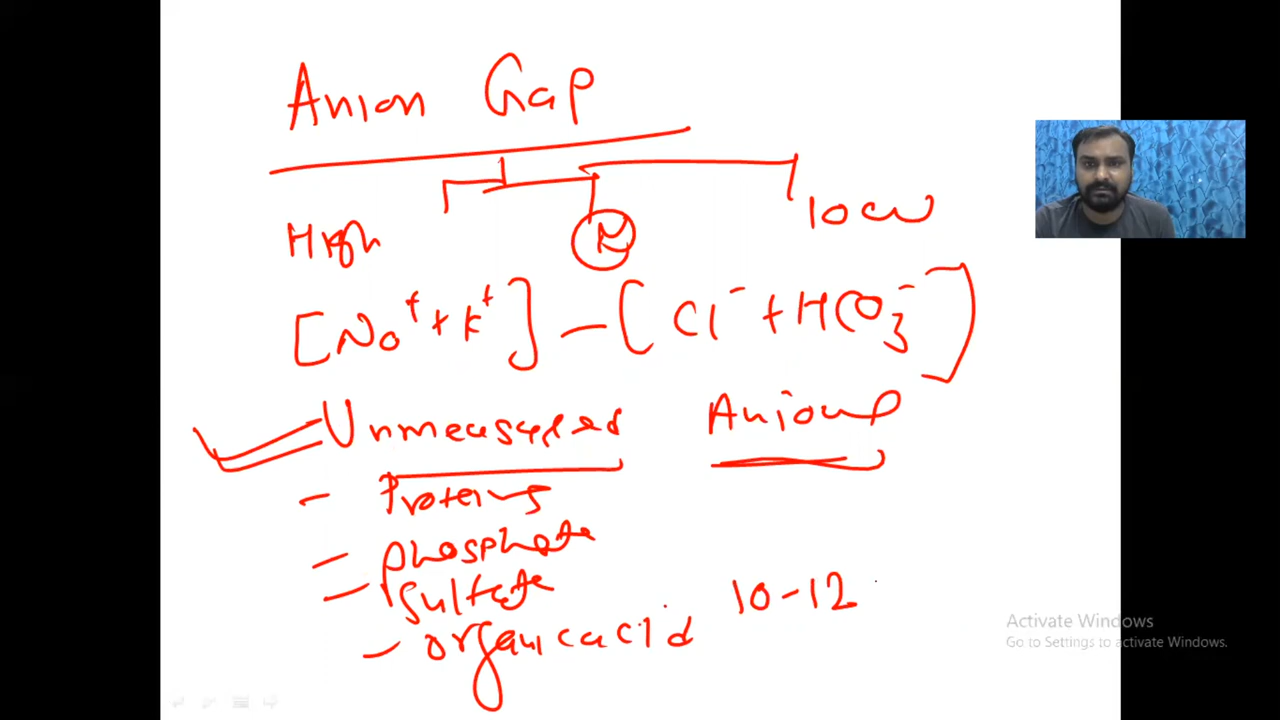 Anion Gap
High N low
[Na⁺ + K⁺] – [Cl⁻ + HCO₃⁻]
Unmeasured Anions
- Proteins
- phosphate
- Sulfate
- organic acid 10-12
Activate Windows
Go to Settings to activate Windows.